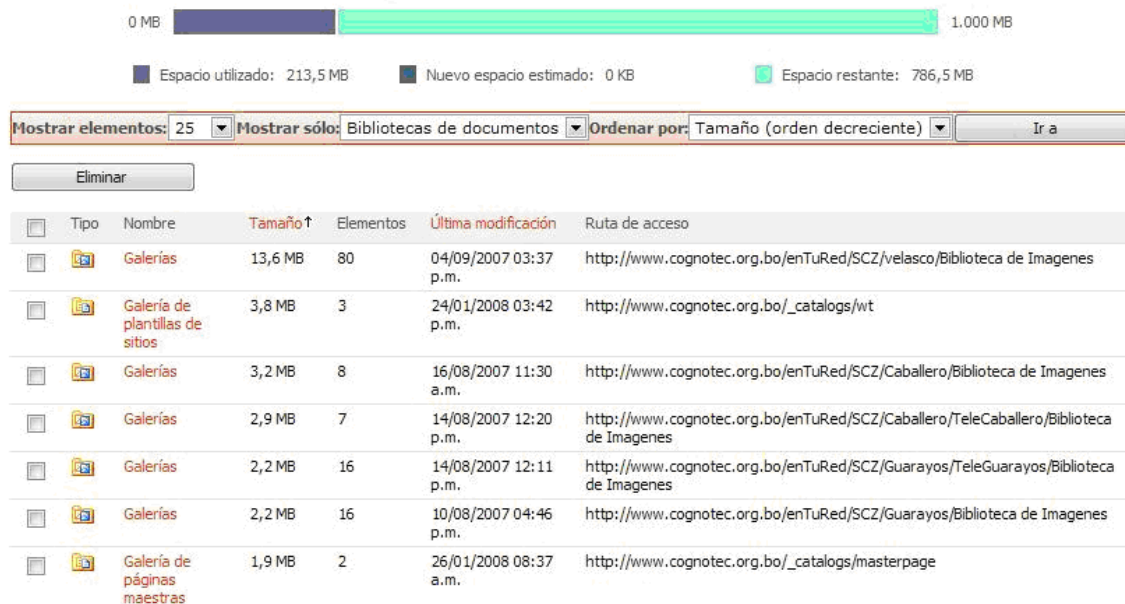 0 MB 1.000 MB
Espacio utilizado: 213,5 MB Nuevo espacio estimado: 0 KB Espacio restante: 786,5 MB
Mostrar elementos: 25 Mostrar sólo: Bibliotecas de documentos Ordenar por: Tamaño (orden decreciente) Ir a
Eliminar
Tipo Nombre Tamaño↑ Elementos Última modificación Ruta de acceso
Galerías 13,6 MB 80 04/09/2007 03:37 http://www.cognotec.org.bo/enTuRed/SCZ/velasco/Biblioteca de Imagenes
p.m.
Galería de 3,8 MB 3 24/01/2008 03:42 http://www.cognotec.org.bo/_catalogs/wt
plantillas de p.m.
sitios
Galerías 3,2 MB 8 16/08/2007 11:30 http://www.cognotec.org.bo/enTuRed/SCZ/Caballero/Biblioteca de Imagenes
a.m.
Galerías 2,9 MB 7 14/08/2007 12:20 http://www.cognotec.org.bo/enTuRed/SCZ/Caballero/TeleCaballero/Biblioteca
p.m. de Imagenes
Galerías 2,2 MB 16 14/08/2007 12:11 http://www.cognotec.org.bo/enTuRed/SCZ/Guarayos/TeleGuarayos/Biblioteca
p.m. de Imagenes
Galerías 2,2 MB 16 10/08/2007 04:46 http://www.cognotec.org.bo/enTuRed/SCZ/Guarayos/Biblioteca de Imagenes
p.m.
Galería de 1,9 MB 2 26/01/2008 08:37 http://www.cognotec.org.bo/_catalogs/masterpage
páginas a.m.
maestras